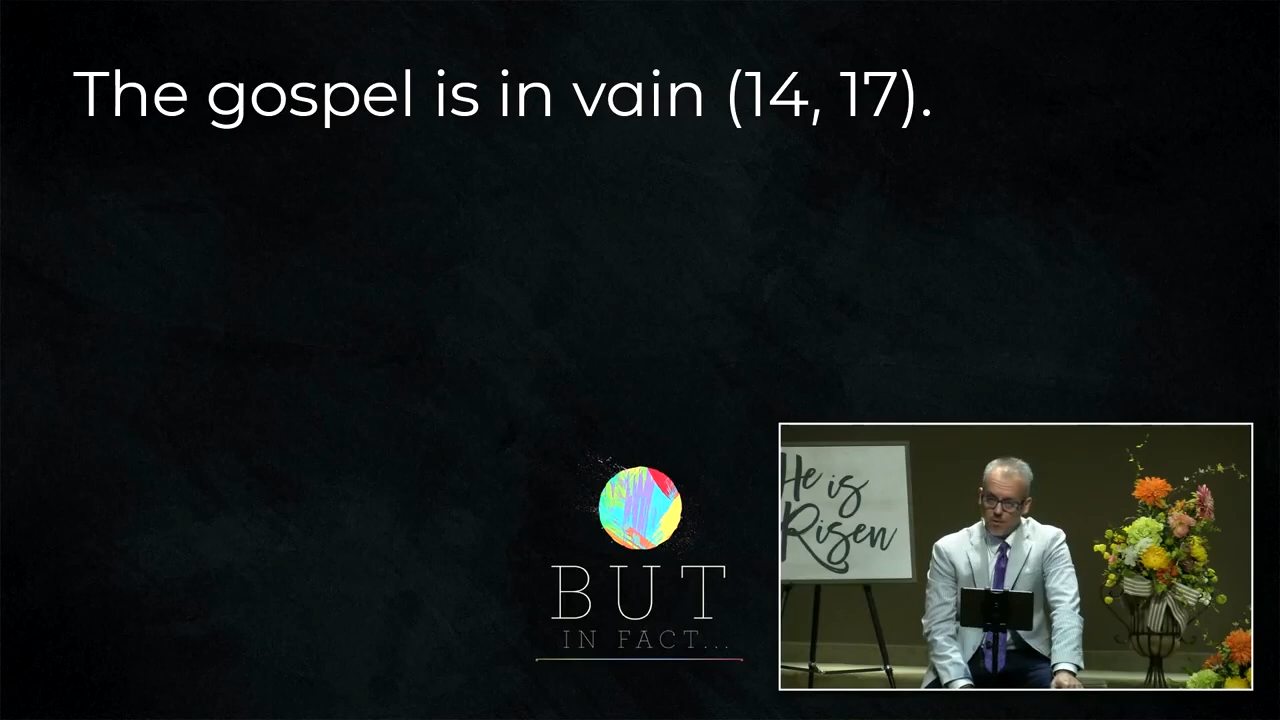 The gospel is in vain (14, 17).
BUT
IN FACT...
He is
Risen